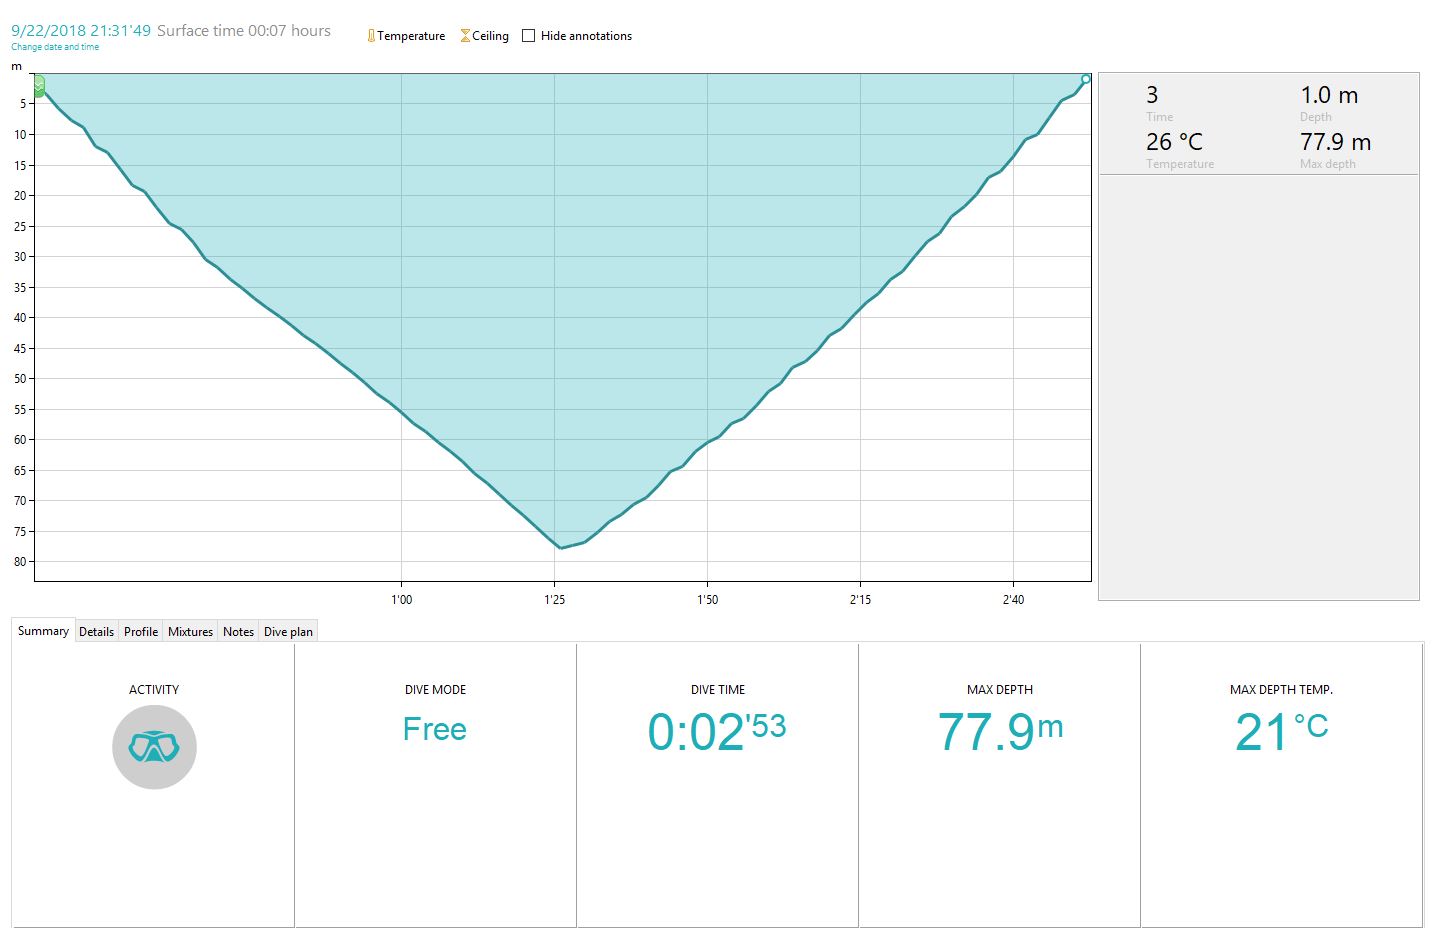 9/22/2018 21:31'49 Surface time 00:07 hours
Change date and time
Temperature
Ceiling
Hide annotations
m
5
10
15
20
25
30
35
40
45
50
55
60
65
70
75
80
1'00
1'25
1'50
2'15
2'40
3
Time
1.0 m
Depth
26 °C
Temperature
77.9 m
Max depth
Summary
Details
Profile
Mixtures
Notes
Dive plan
ACTIVITY
DIVE MODE
Free
DIVE TIME
0:02'53
MAX DEPTH
77.9m
MAX DEPTH TEMP.
21°C